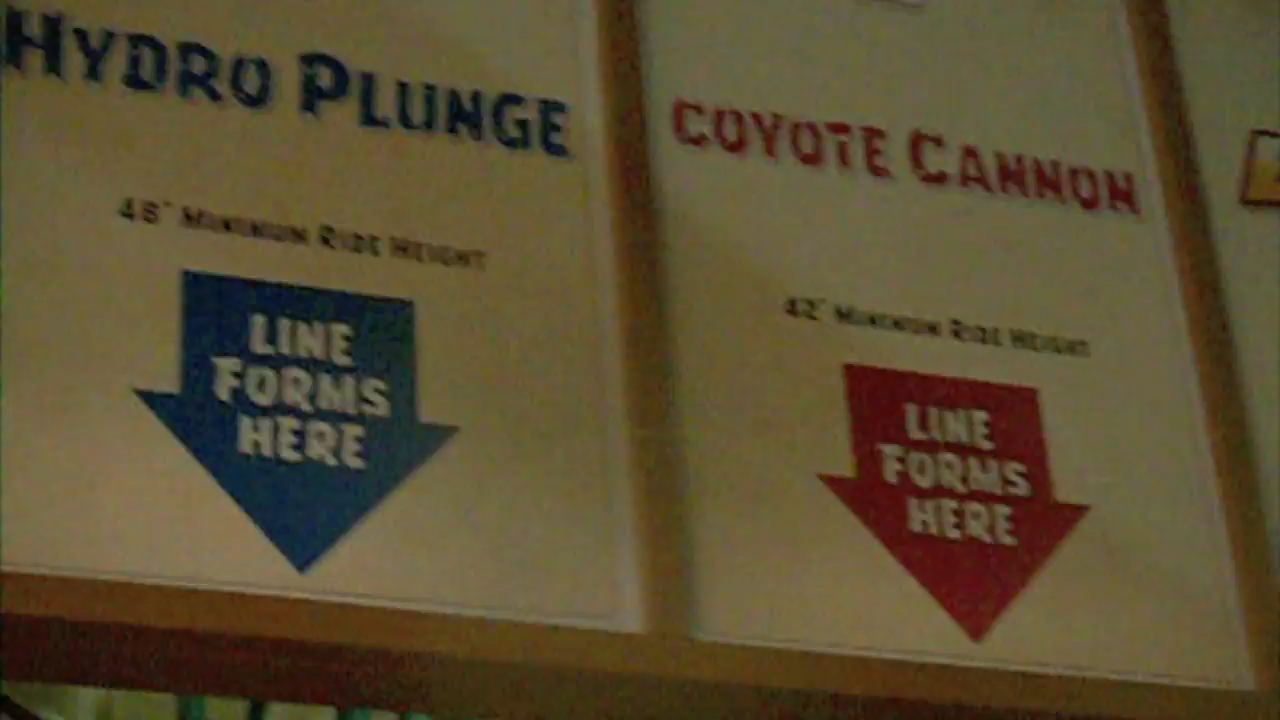 HYDRO PLUNGE
48" MINIMUM RIDE HEIGHT
LINE
FORMS
HERE
COYOTE CANNON
42" MINIMUM RIDE HEIGHT
LINE
FORMS
HERE